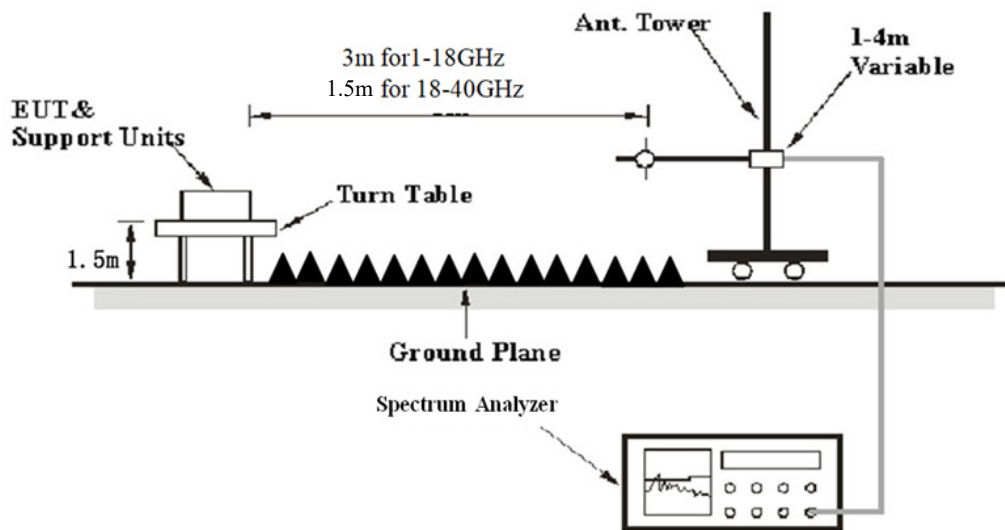 Ant. Tower
1-4m
Variable
3m for1-18GHz
1.5m for 18-40GHz
EUT&
Support Units
Turn Table
1.5m
Ground Plane
Spectrum Analyzer